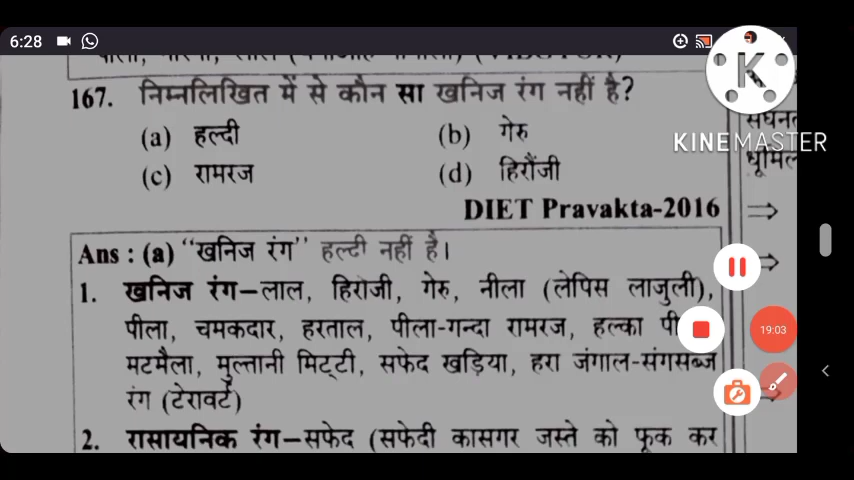 6:28
167. निम्नलिखित में से कौन सा खनिज रंग नहीं है?
(a) हल्दी (b) गेरु
(c) रामरज (d) हिरौंजी
DIET Pravakta-2016
Ans : (a) “खनिज रंग” हल्दी नहीं है।
1. खनिज रंग–लाल, हिरोजी, गेरु, नीला (लेपिस लाजुली),
पीला, चमकदार, हरताल, पीला-गन्दा रामरज, हल्का
मटमैला, मुल्तानी मिट्टी, सफेद खड़िया, हरा जंगाल-संगसब्ज
रंग (टेरावर्ट)
2. रासायनिक रंग–सफेद (सफेदी कासगर जस्ते को फूक कर
K
KINEMASTER
19:03